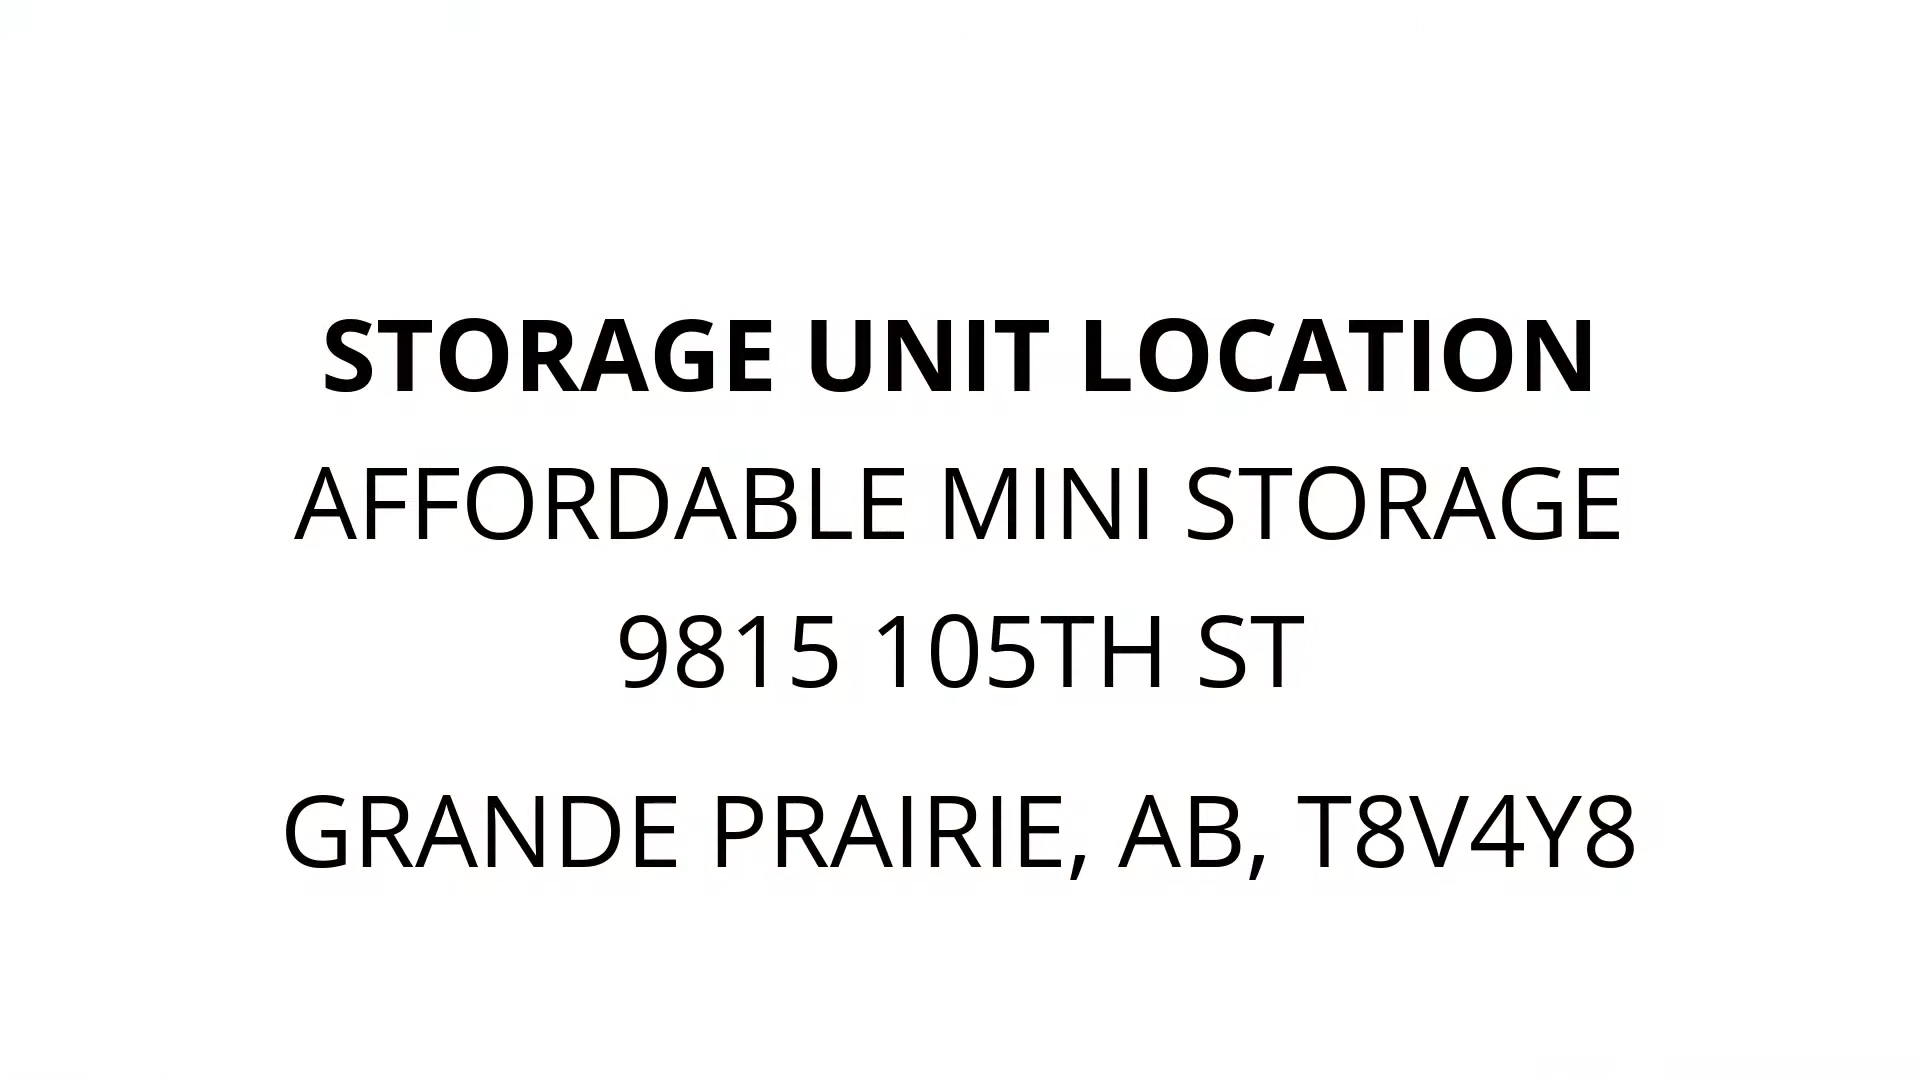 STORAGE UNIT LOCATION
AFFORDABLE MINI STORAGE
9815 105TH ST
GRANDE PRAIRIE, AB, T8V4Y8